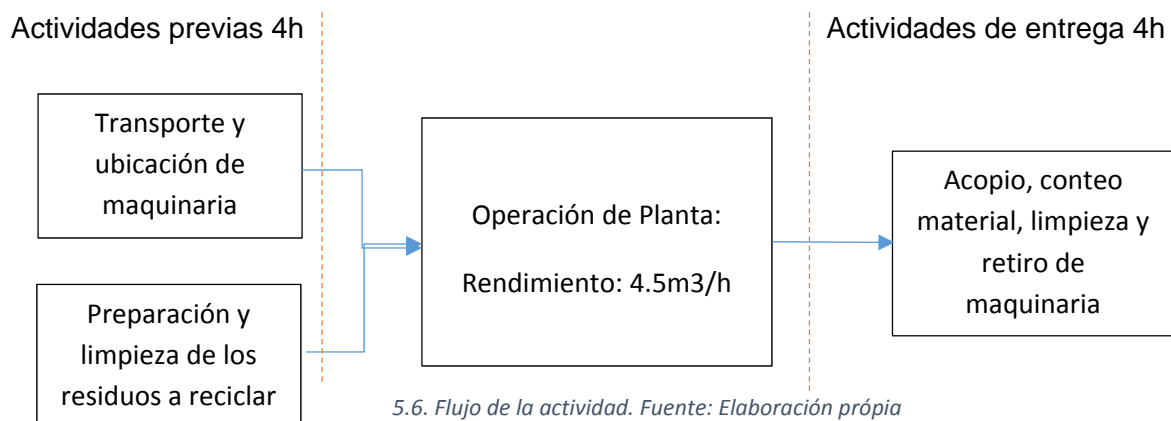 Actividades previas 4h
Actividades de entrega 4h
Transporte y
ubicación de
maquinaria
Preparación y
limpieza de los
residuos a reciclar
Operación de Planta:
Rendimiento: 4.5m3/h
Acopio, conteo
material, limpieza y
retiro de
maquinaria
5.6. Flujo de la actividad. Fuente: Elaboración própia